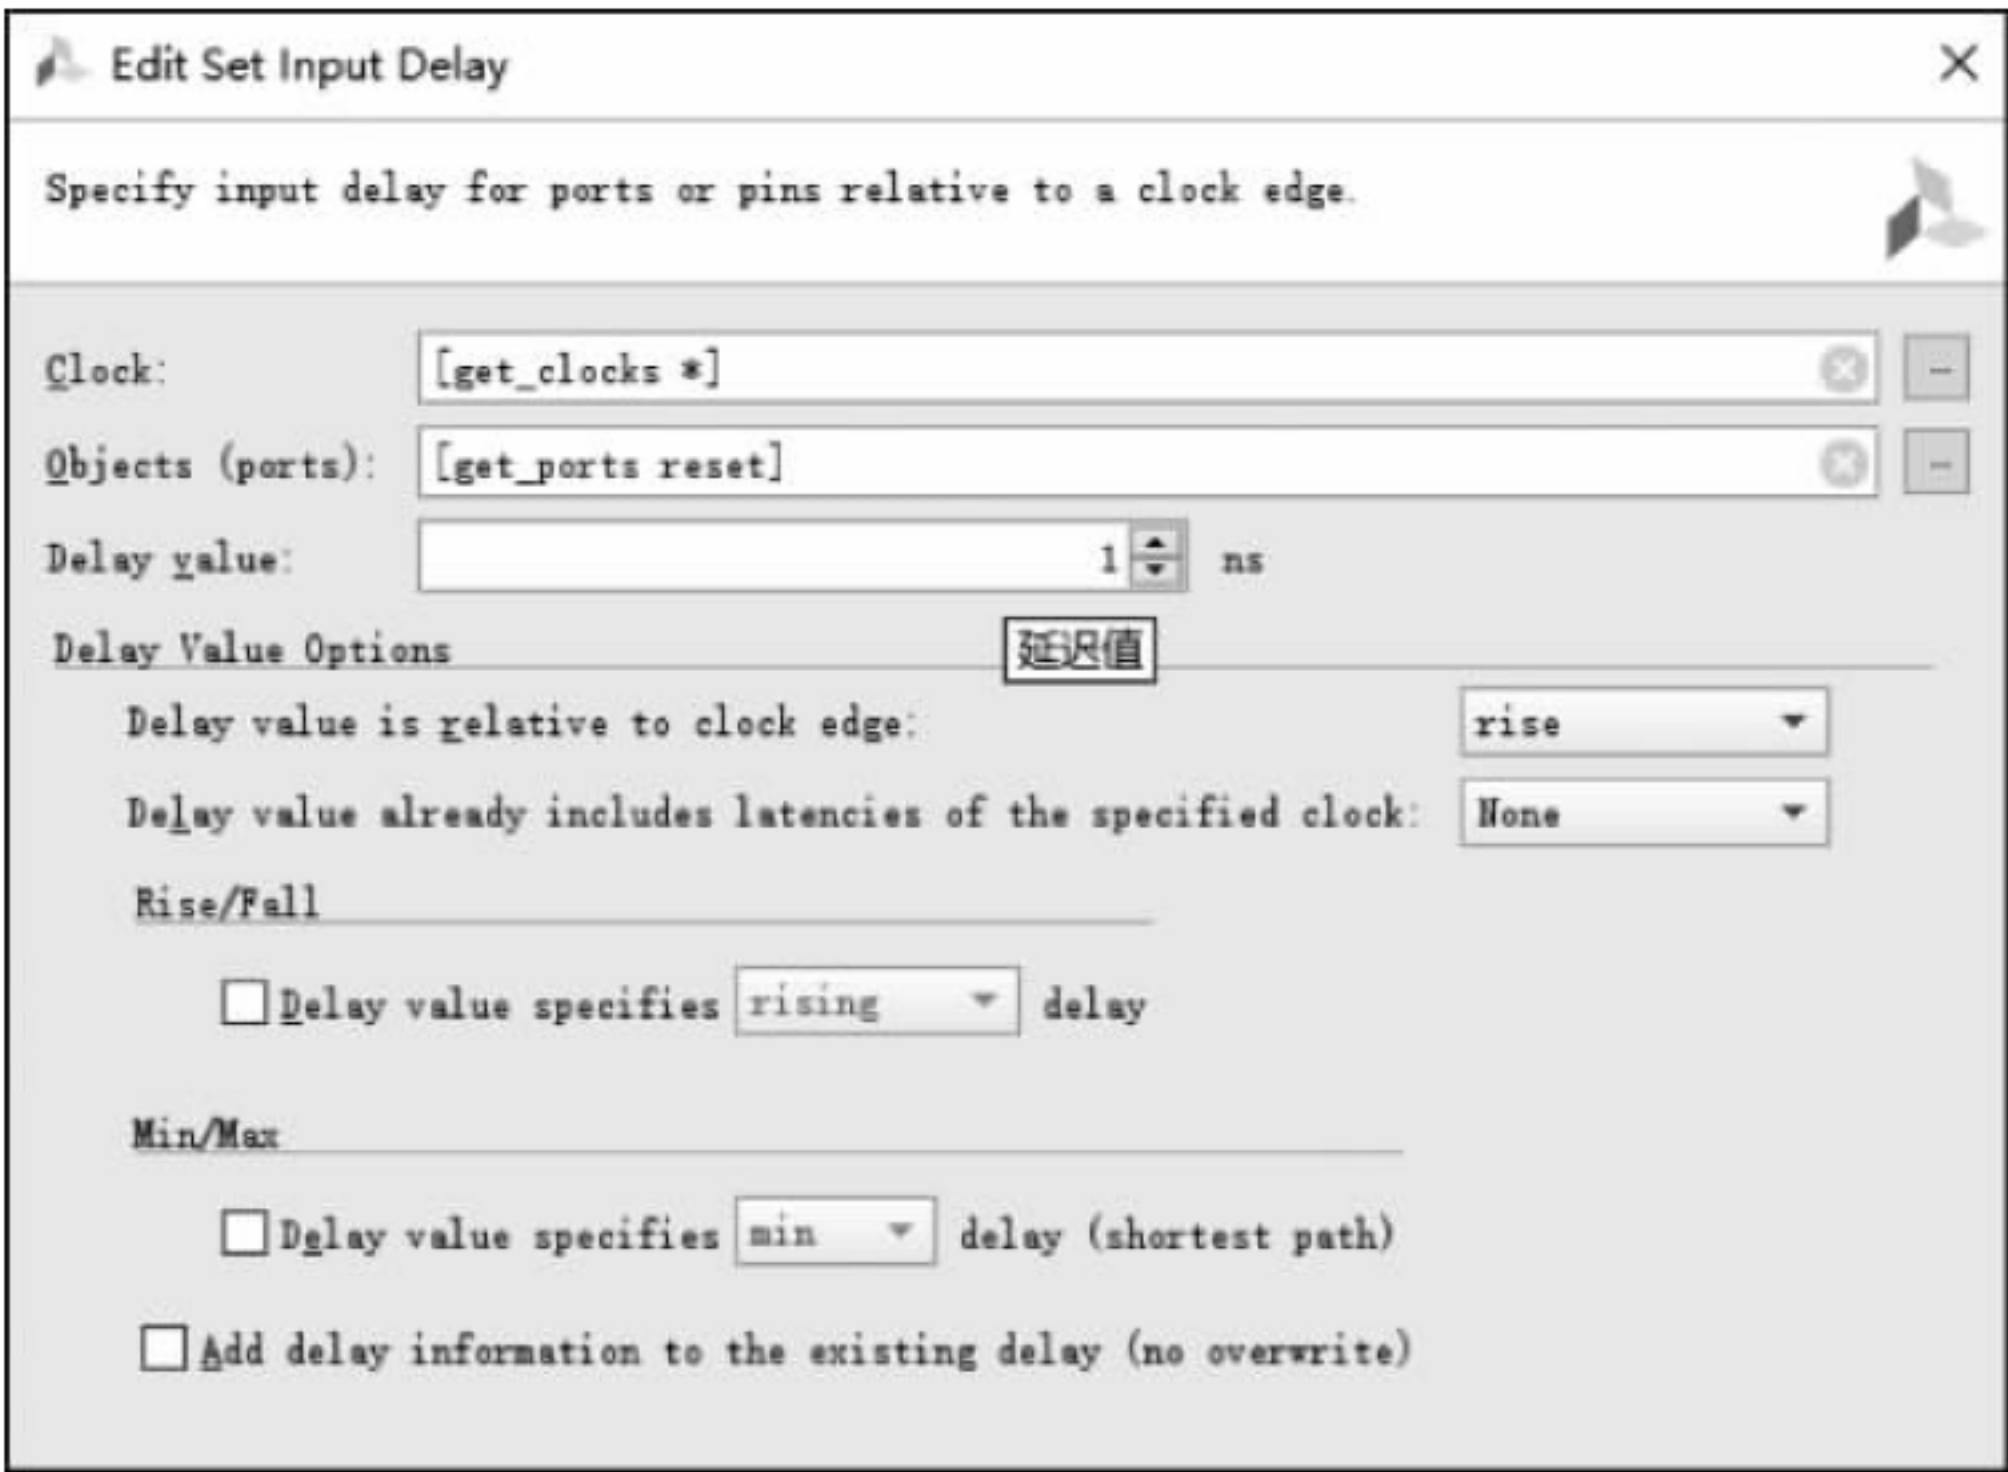 Edit Set Input Delay
Specify input delay for ports or pins relative to a clock edge.
Clock: [get_clocks *]
Objects (ports): [get_ports reset]
Delay value: 1 ns
延迟值
Delay Value Options
Delay value is relative to clock edge: rise
Delay value already includes latencies of the specified clock: None
Rise/Fall
Delay value specifies rising delay
Min/Max
Delay value specifies min delay (shortest path)
Add delay information to the existing delay (no overwrite)